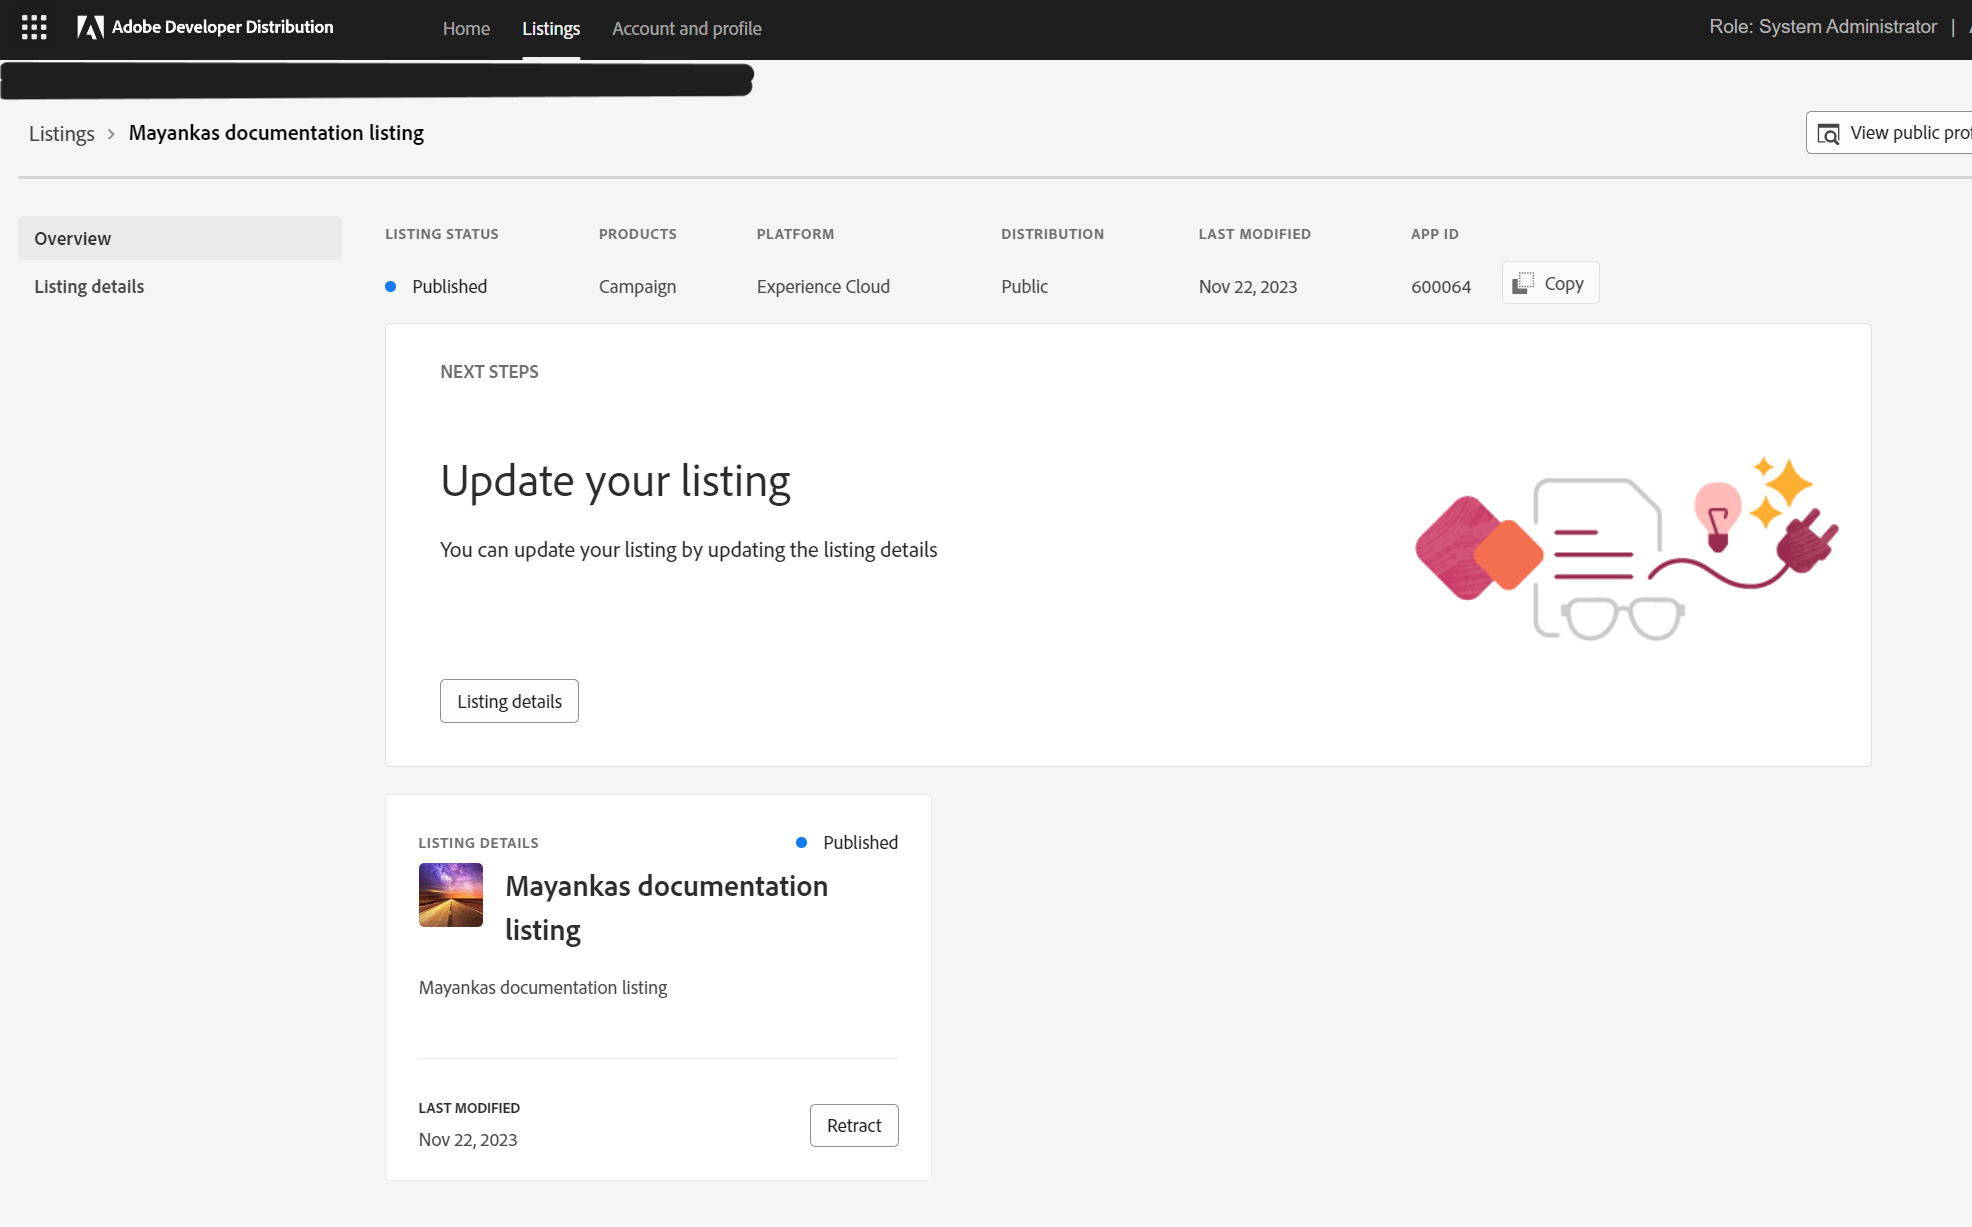 Adobe Developer Distribution Home Listings Account and profile Role: System Administrator |
Listings > Mayankas documentation listing View public
Overview
Listing details
LISTING STATUS PRODUCTS PLATFORM DISTRIBUTION LAST MODIFIED APP ID
Published Campaign Experience Cloud Public Nov 22, 2023 600064 Copy
NEXT STEPS
Update your listing
You can update your listing by updating the listing details
Listing details
LISTING DETAILS Published
Mayankas documentation
listing
Mayankas documentation listing
LAST MODIFIED
Nov 22, 2023
Retract